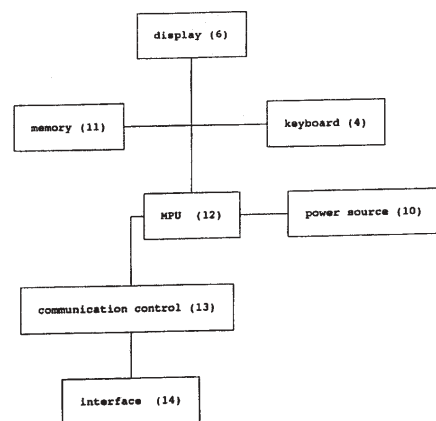 display (6)
memory (11)
keyboard (4)
MPU (12)
power source (10)
communication control (13)
interface (14)